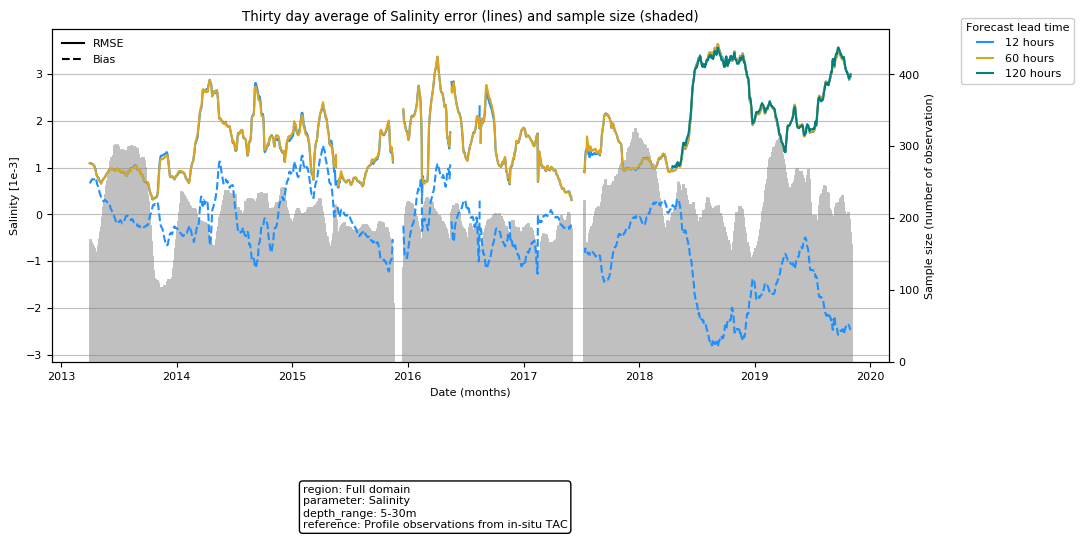 Thirty day average of Salinity error (lines) and sample size (shaded)
Forecast lead time
12 hours
60 hours
120 hours
RMSE
Bias
3
2
1
0
−1
−2
−3
Salinity [1e-3]
400
300
200
100
0
Sample size (number of observation)
2013 2014 2015 2016 2017 2018 2019 2020
Date (months)
region: Full domain
parameter: Salinity
depth_range: 5-30m
reference: Profile observations from in-situ TAC